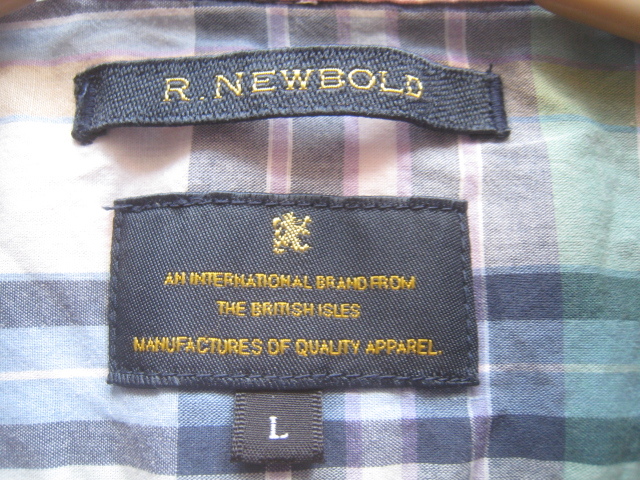 R.NEWBOLD
AN INTERNATIONAL BRAND FROM
THE BRITISH ISLES
MANUFACTURES OF QUALITY APPAREL.
L